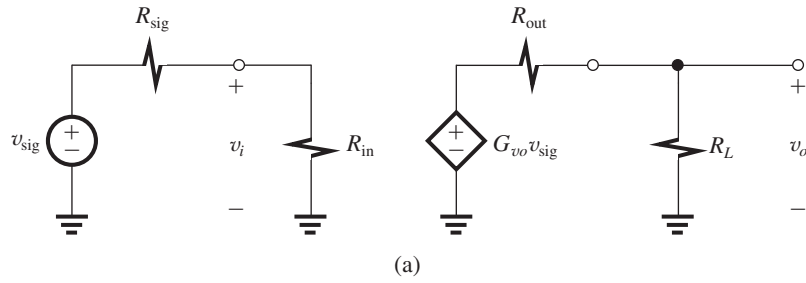 R_sig
R_out
+
+
v_sig
+
−
v_i
R_in
+
−
G_vo v_sig
R_L
v_o
−
−
(a)